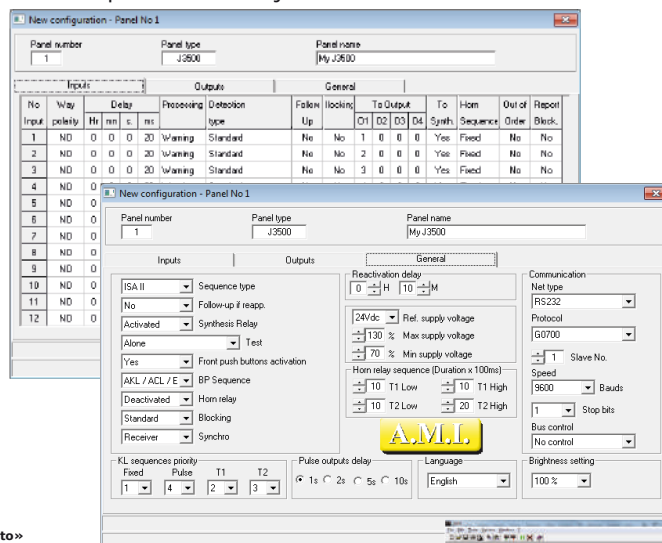 New configuration - Panel No 1
Panel number Panel type Panel name
1 J3500 My J3500
Inputs Outputs General
No Way Delay Processing Detection Follow Blocking To Output To Horn Out of Report
Input polarity Hr mn s. ms type Up O1 O2 O3 O4 Synth. Sequence Order Block.
1 NO 0 0 0 20 Warning Standard No No 1 0 0 0 Yes Fixed No No
2 NO 0 0 0 20 Warning Standard No No 2 0 0 0 Yes Fixed No No
3 NO 0 0 0 20 Warning Standard No No 3 0 0 0 Yes Fixed No No
4 NO 0
5 NO 0
6 NO 0
7 NO 0
8 NO 0
9 NO 0
10 NO 0
11 NO 0
12 NO 0
New configuration - Panel No 1
Panel number Panel type Panel name
1 J3500 My J3500
Inputs Outputs General
ISA II Sequence type
No Follow-up if reapp.
Activated Synthesis Relay
Alone Test
Yes Front push buttons activation
AKL / ACL / E BP Sequence
Deactivated Horn relay
Standard Blocking
Receiver Synchro
Reactivation delay
0 H 10 M
24Vdc Ref. supply voltage
130 % Max supply voltage
70 % Min supply voltage
Horn relay sequence (Duration x 100ms)
10 T1 Low 10 T1 High
10 T2 Low 20 T2 High
A.M.I.
Communication
Net type
RS232
Protocol
G0700
1 Slave No.
Speed
9600 Bauds
1 Stop bits
Bus control
No control
KL sequences priority
Fixed Pulse T1 T2
1 4 2 3
Pulse outputs delay
1s 2s 5s 10s
Language
English
Brightness setting
100 %
to»